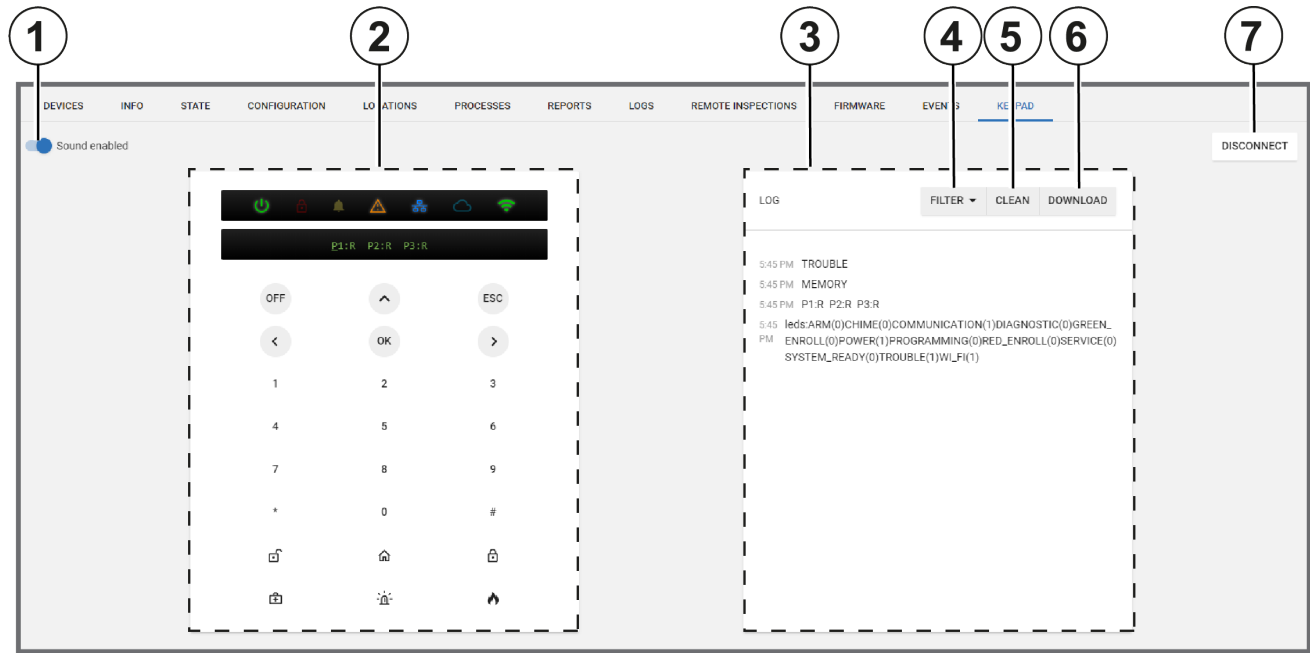 1 2 3 4 5 6 7
DEVICES INFO STATE CONFIGURATION LOCATIONS PROCESSES REPORTS LOGS REMOTE INSPECTIONS FIRMWARE EVENTS KEYPAD
Sound enabled
DISCONNECT
P1:R P2:R P3:R
OFF ESC
OK
1 2 3
4 5 6
7 8 9
* 0 #
LOG FILTER CLEAN DOWNLOAD
5:45 PM TROUBLE
5:45 PM MEMORY
5:45 PM P1:R P2:R P3:R
5:45 leds:ARM(0)CHIME(0)COMMUNICATION(1)DIAGNOSTIC(0)GREEN_
PM ENROLL(0)POWER(1)PROGRAMMING(0)RED_ENROLL(0)SERVICE(0)
SYSTEM_READY(0)TROUBLE(1)WI_FI(1)